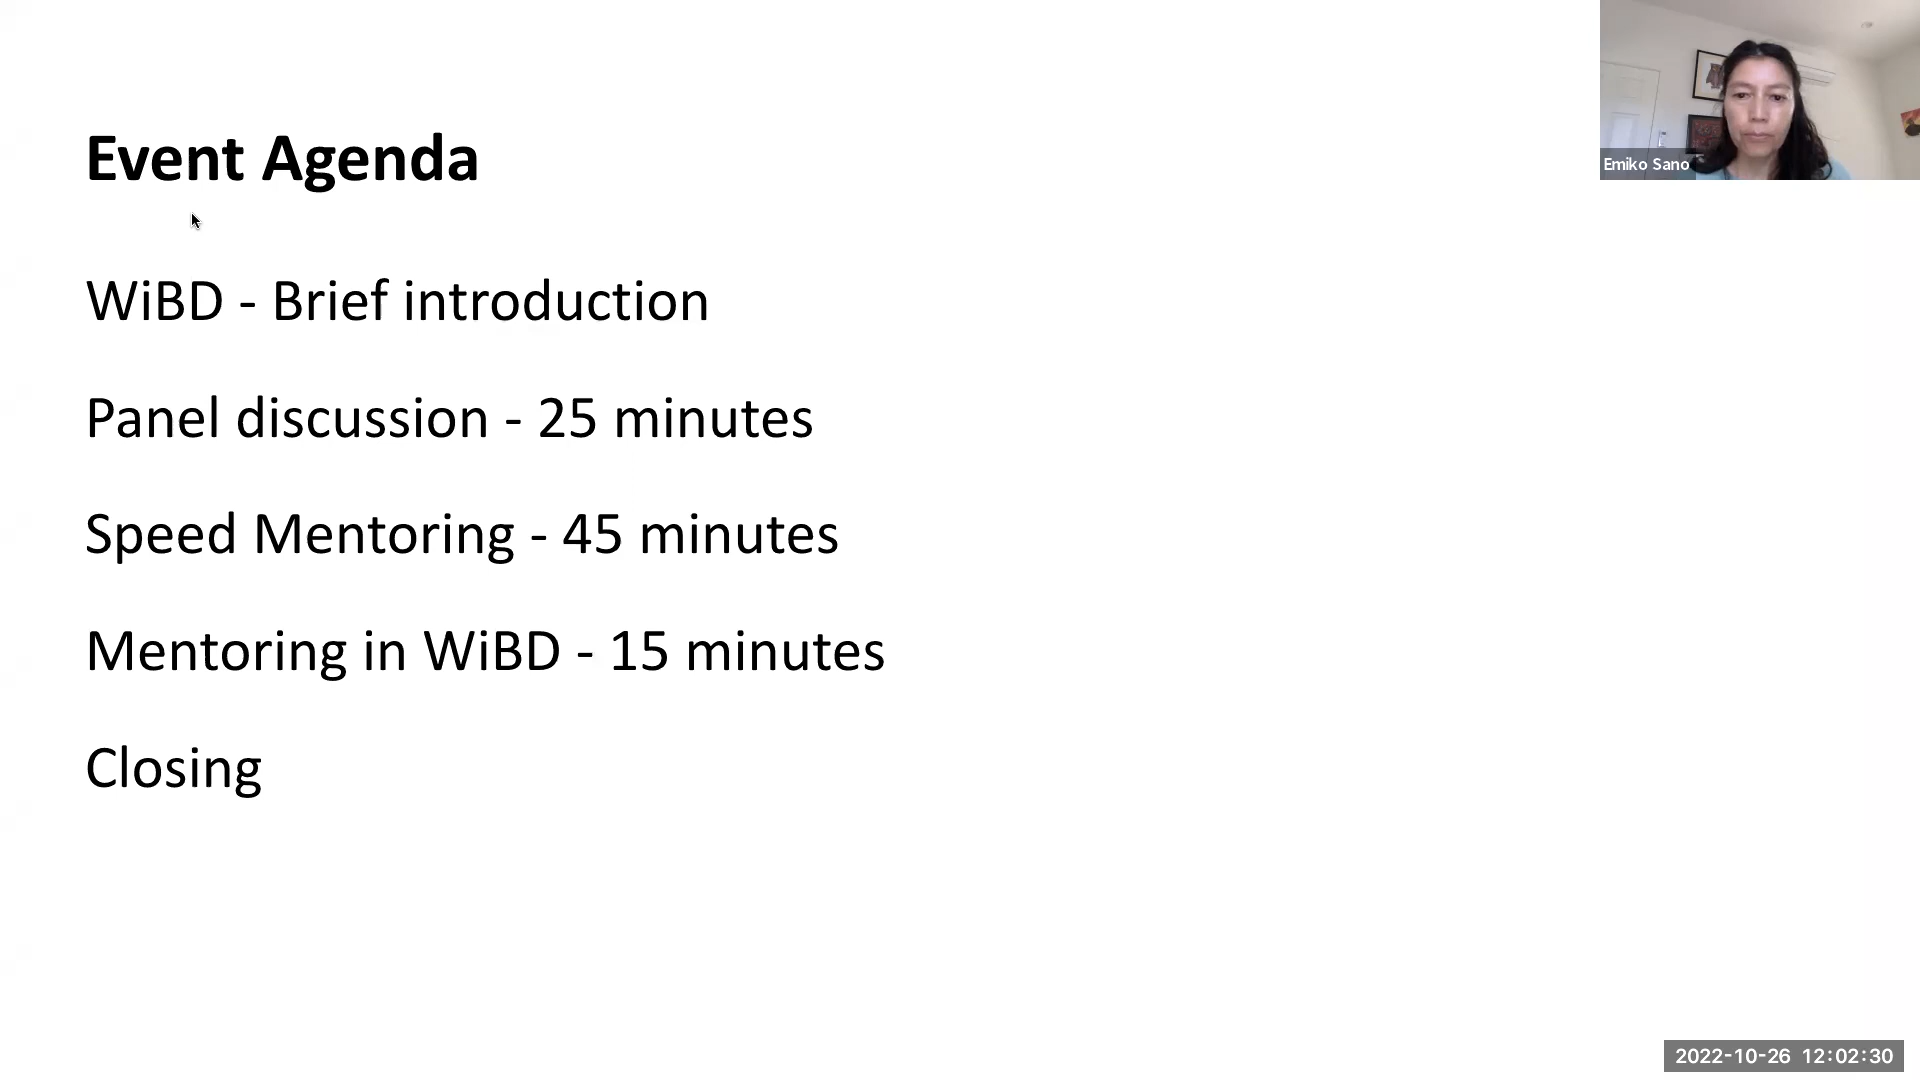 Event Agenda
Emiko Sano
WiBD - Brief introduction
Panel discussion - 25 minutes
Speed Mentoring - 45 minutes
Mentoring in WiBD - 15 minutes
Closing
2022-10-26 12:02:30